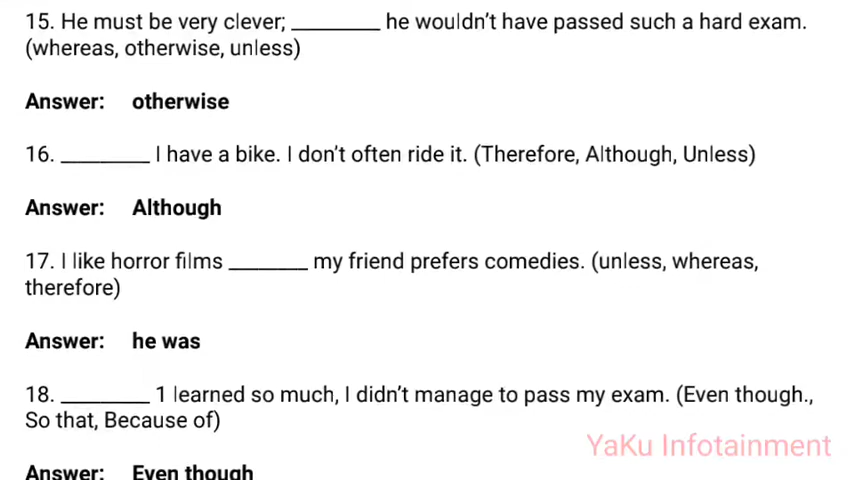 15. He must be very clever; _________ he wouldn't have passed such a hard exam.
(whereas, otherwise, unless)
Answer: otherwise
16. _________ I have a bike. I don't often ride it. (Therefore, Although, Unless)
Answer: Although
17. I like horror films ________ my friend prefers comedies. (unless, whereas,
therefore)
Answer: he was
18. _________ 1 learned so much, I didn't manage to pass my exam. (Even though.,
So that, Because of)
YaKu Infotainment
Answer: Even though